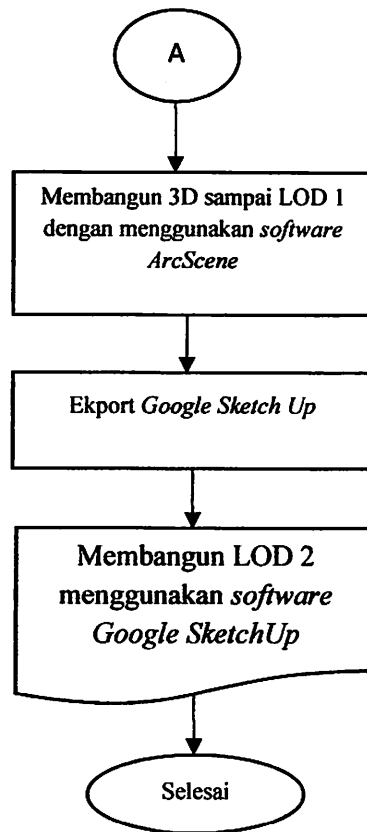 A
Membangun 3D sampai LOD 1
dengan menggunakan software
ArcScene
Ekport Google Sketch Up
Membangun LOD 2
menggunakan software
Google SketchUp
Selesai